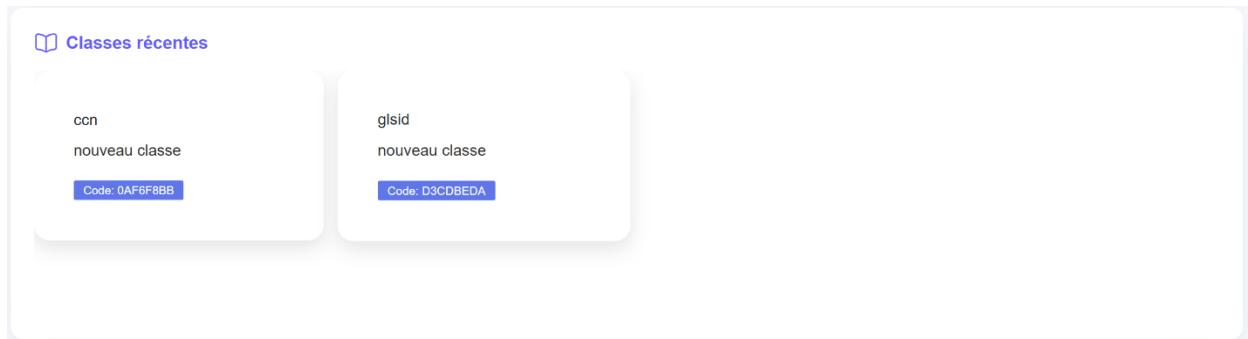 Classes récentes
ccn
nouveau classe
Code: 0AF6F8BB
glsid
nouveau classe
Code: D3CDBEDA